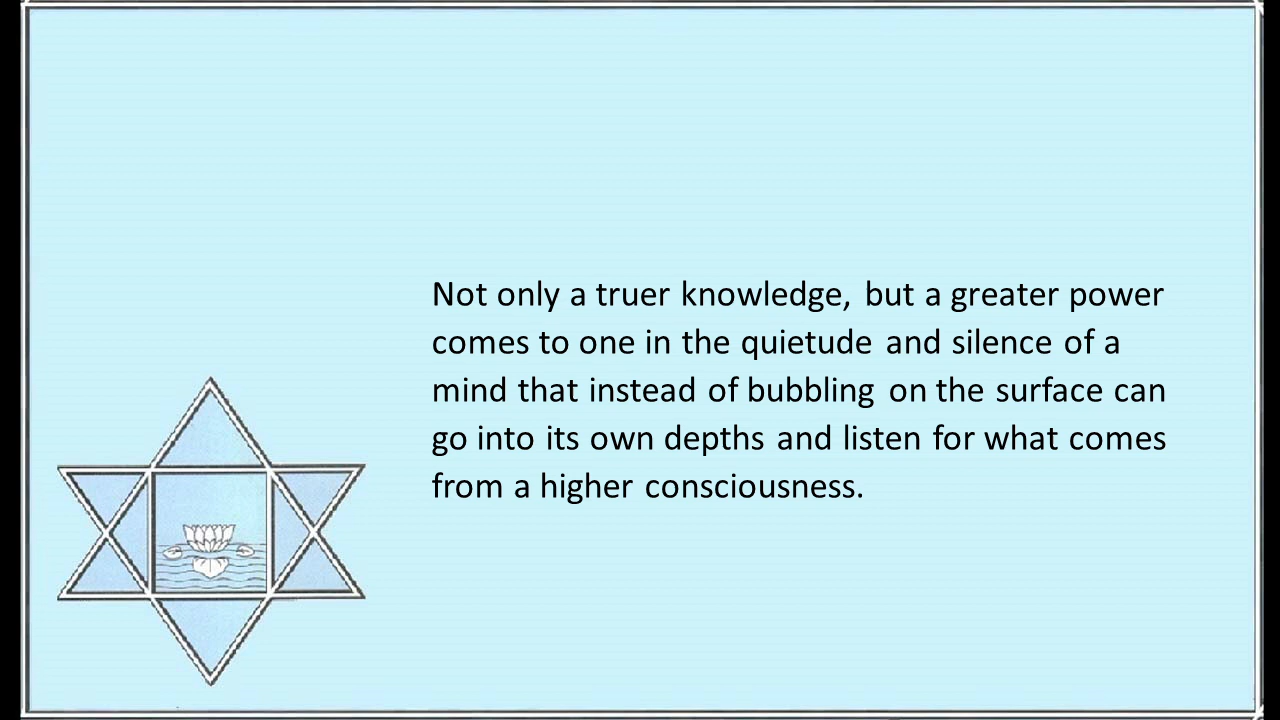 Not only a truer knowledge, but a greater power
comes to one in the quietude and silence of a
mind that instead of bubbling on the surface can
go into its own depths and listen for what comes
from a higher consciousness.